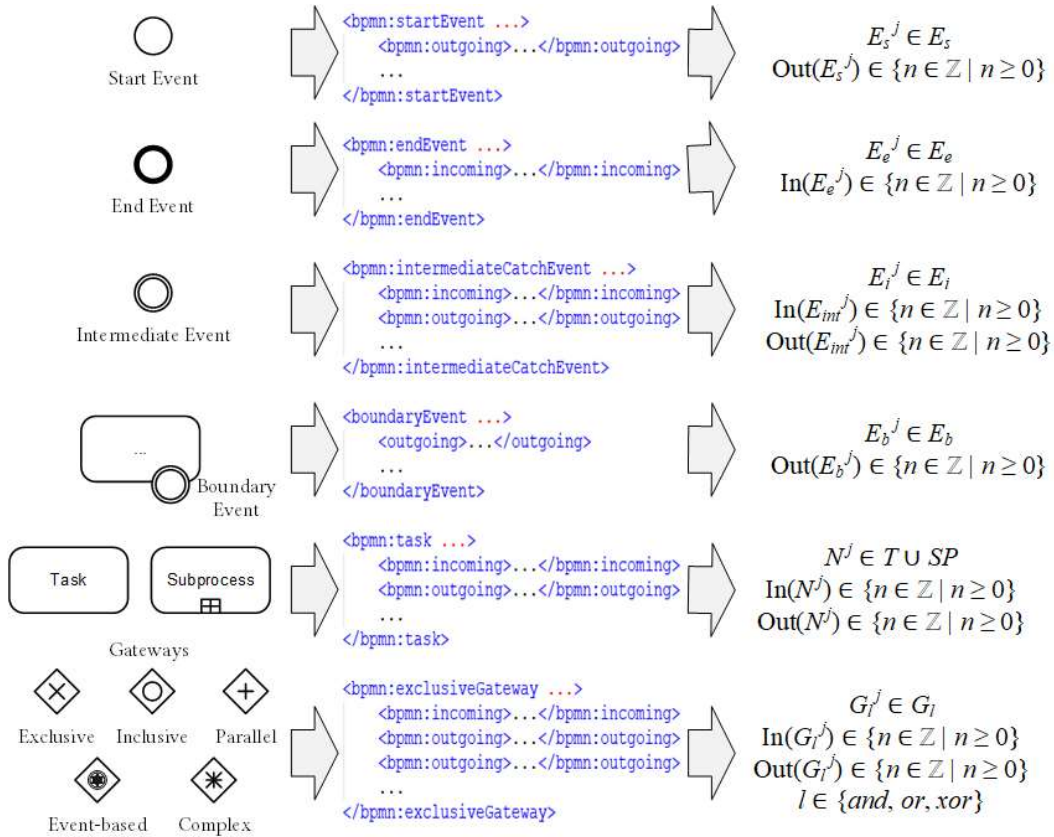 Start Event
<bpmn:startEvent ...>
<bpmn:outgoing>...</bpmn:outgoing>
...
</bpmn:startEvent>
E_s^j ∈ E_s
Out(E_s^j) ∈ {n ∈ ℤ | n ≥ 0}
End Event
<bpmn:endEvent ...>
<bpmn:incoming>...</bpmn:incoming>
...
</bpmn:endEvent>
E_e^j ∈ E_e
In(E_e^j) ∈ {n ∈ ℤ | n ≥ 0}
Intermediate Event
<bpmn:intermediateCatchEvent ...>
<bpmn:incoming>...</bpmn:incoming>
<bpmn:outgoing>...</bpmn:outgoing>
...
</bpmn:intermediateCatchEvent>
E_i^j ∈ E_i
In(E_int^j) ∈ {n ∈ ℤ | n ≥ 0}
Out(E_int^j) ∈ {n ∈ ℤ | n ≥ 0}
...
Boundary
Event
<boundaryEvent ...>
<outgoing>...</outgoing>
...
</boundaryEvent>
E_b^j ∈ E_b
Out(E_b^j) ∈ {n ∈ ℤ | n ≥ 0}
Task
Subprocess
<bpmn:task ...>
<bpmn:incoming>...</bpmn:incoming>
<bpmn:outgoing>...</bpmn:outgoing>
...
</bpmn:task>
N^j ∈ T ∪ SP
In(N^j) ∈ {n ∈ ℤ | n ≥ 0}
Out(N^j) ∈ {n ∈ ℤ | n ≥ 0}
Gateways
Exclusive
Inclusive
Parallel
Event-based
Complex
<bpmn:exclusiveGateway ...>
<bpmn:incoming>...</bpmn:incoming>
<bpmn:outgoing>...</bpmn:outgoing>
<bpmn:outgoing>...</bpmn:outgoing>
...
</bpmn:exclusiveGateway>
G_l^j ∈ G_l
In(G_l^j) ∈ {n ∈ ℤ | n ≥ 0}
Out(G_l^j) ∈ {n ∈ ℤ | n ≥ 0}
l ∈ {and, or, xor}